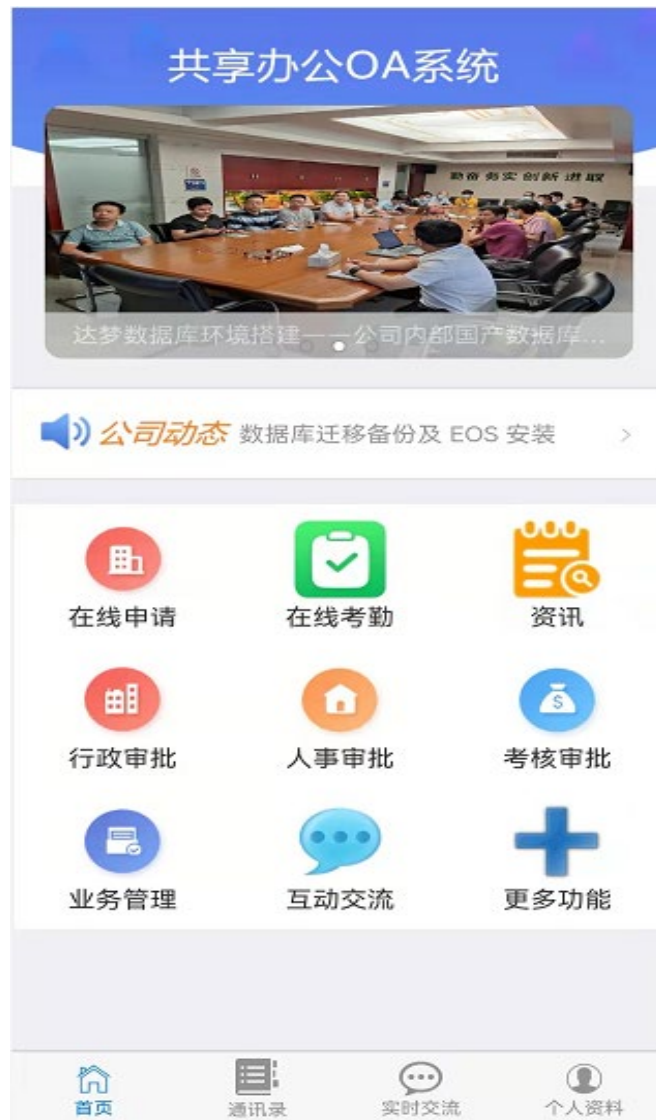 共享办公OA系统
勤奋 务实 创新 进取
达梦数据库环境搭建——公司内部国产数据库...
公司动态 数据库迁移备份及 EOS 安装
在线申请 在线考勤 资讯
行政审批 人事审批 考核审批
业务管理 互动交流 更多功能
首页 通讯录 实时交流 个人资料